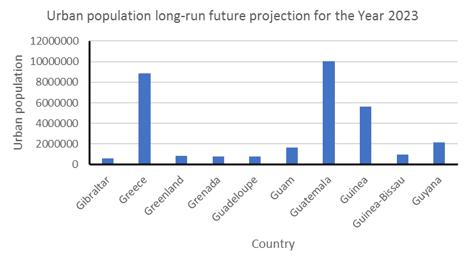 Urban population long-run future projection for the Year 2023
Urban population
12000000
10000000
8000000
6000000
4000000
2000000
0
Gibraltar
Greece
Greenland
Grenada
Guadeloupe
Guam
Guatemala
Guinea
Guinea-Bissau
Guyana
Country